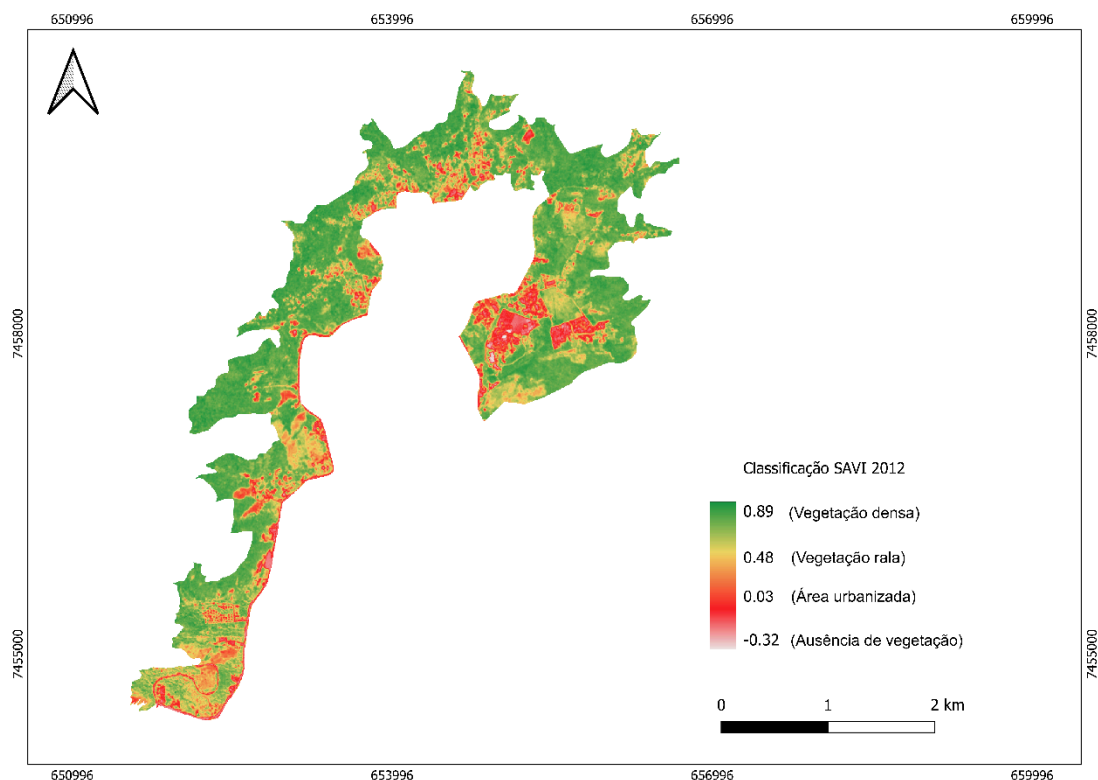 650996 653996 656996 659996
7458000 7458000
Classificação SAVI 2012
0.89 (Vegetação densa)
0.48 (Vegetação rala)
0.03 (Área urbanizada)
-0.32 (Ausência de vegetação)
7455000 7455000
0 1 2 km
650996 653996 656996 659996